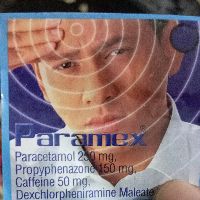 Paramex®
Paracetamol 250 mg,
Propyphenazone 150 mg,
Caffeine 50 mg,
Dexchlorpheniramine Maleate